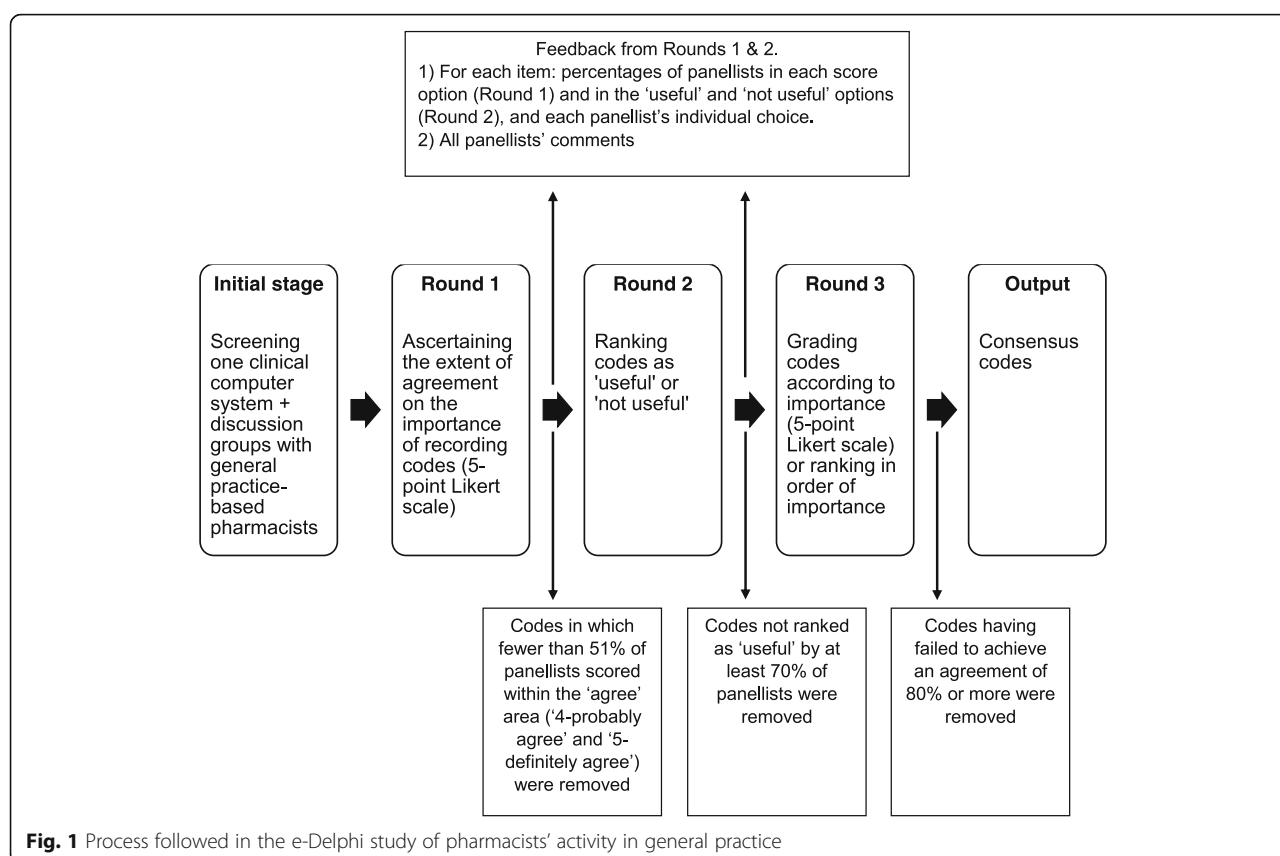 Feedback from Rounds 1 & 2.
1) For each item: percentages of panellists in each score
option (Round 1) and in the ‘useful’ and ‘not useful’ options
(Round 2), and each panellist’s individual choice.
2) All panellists’ comments
Initial stage
Screening
one clinical
computer
system +
discussion
groups with
general
practice-
based
pharmacists
Round 1
Ascertaining
the extent of
agreement
on the
importance
of recording
codes (5-
point Likert
scale)
Round 2
Ranking
codes as
'useful' or
'not useful'
Round 3
Grading
codes
according to
importance
(5-point
Likert scale)
or ranking in
order of
importance
Output
Consensus
codes
Codes in which
fewer than 51% of
panellists scored
within the ‘agree’
area (‘4-probably
agree’ and ‘5-
definitely agree’)
were removed
Codes not ranked
as ‘useful’ by at
least 70% of
panellists were
removed
Codes having
failed to achieve
an agreement of
80% or more were
removed
Fig. 1 Process followed in the e-Delphi study of pharmacists’ activity in general practice